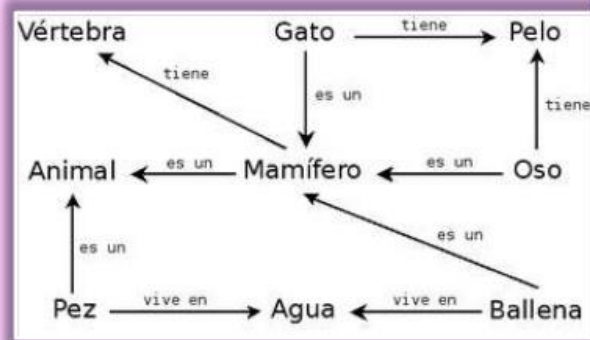 Vértebra Gato tiene Pelo
tiene
es un
tiene
Animal es un Mamífero es un Oso
es un
es un
Pez vive en Agua vive en Ballena